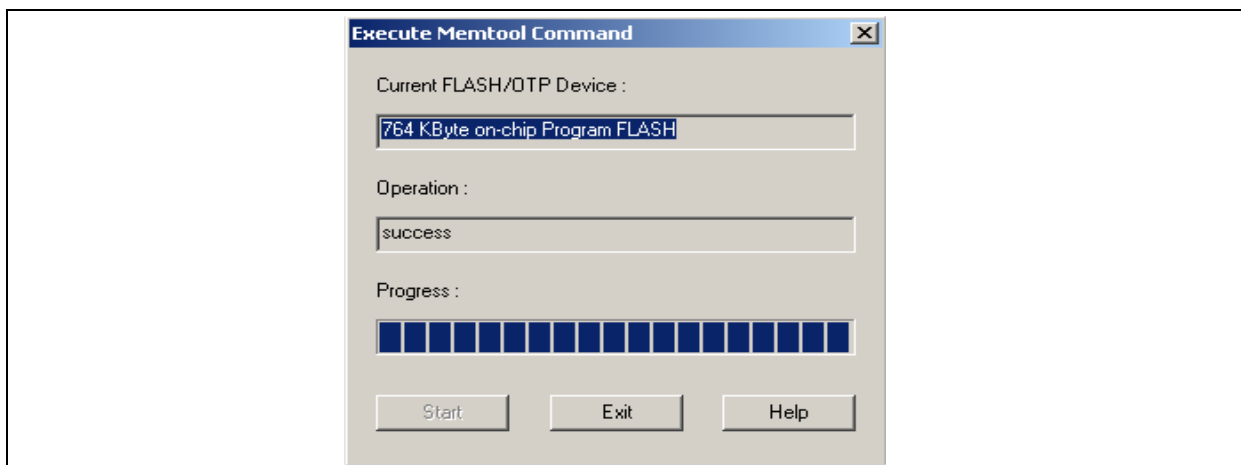 Execute Memtool Command
Current FLASH/OTP Device :
764 KByte on-chip Program FLASH
Operation :
success
Progress :
Start Exit Help